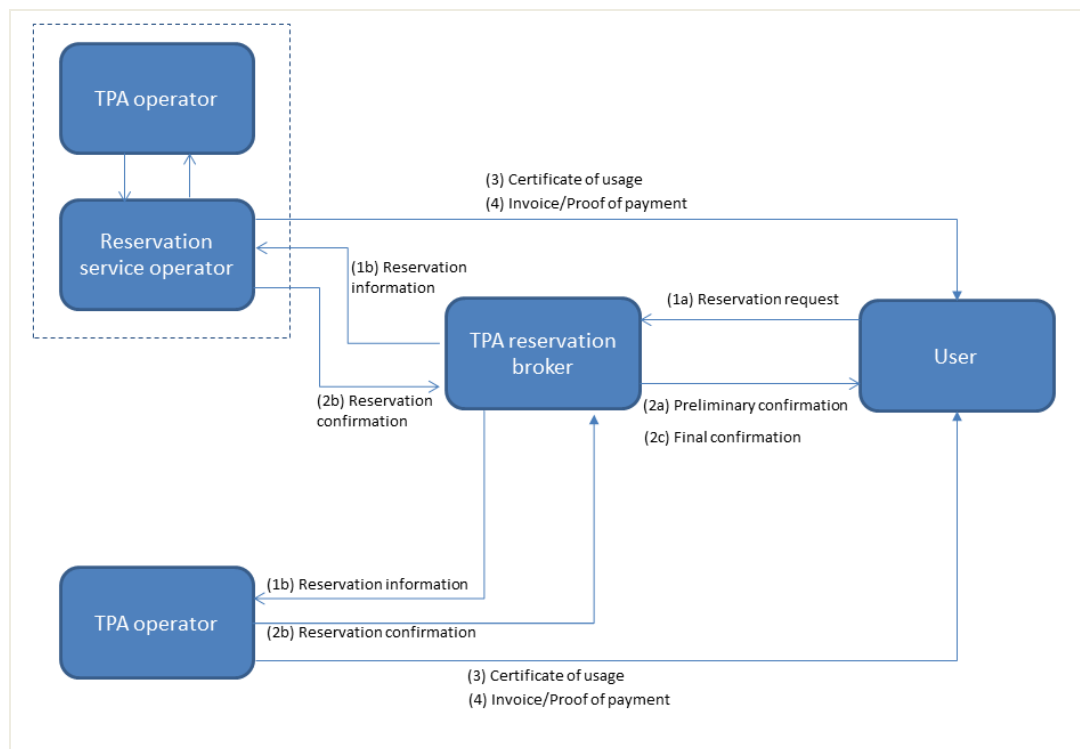 TPA operator
Reservation
service operator
(3) Certificate of usage
(4) Invoice/Proof of payment
(1b) Reservation
information
(1a) Reservation request
TPA reservation
broker
User
(2b) Reservation
confirmation
(2a) Preliminary confirmation
(2c) Final confirmation
TPA operator
(1b) Reservation information
(2b) Reservation confirmation
(3) Certificate of usage
(4) Invoice/Proof of payment